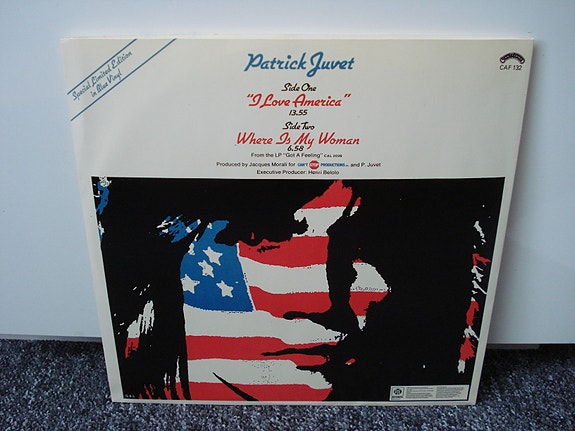 Special Limited Edition
in Blue Vinyl
Patrick Juvet
CAF 132
Side One
"I Love America"
13.55
Side Two
Where Is My Woman
6.58
From the LP "Got A Feeling" CAL 2039
Produced by Jacques Morali for CAN'T STOP PRODUCTIONS INC. and P. Juvet
Executive Producer: Henri Belolo